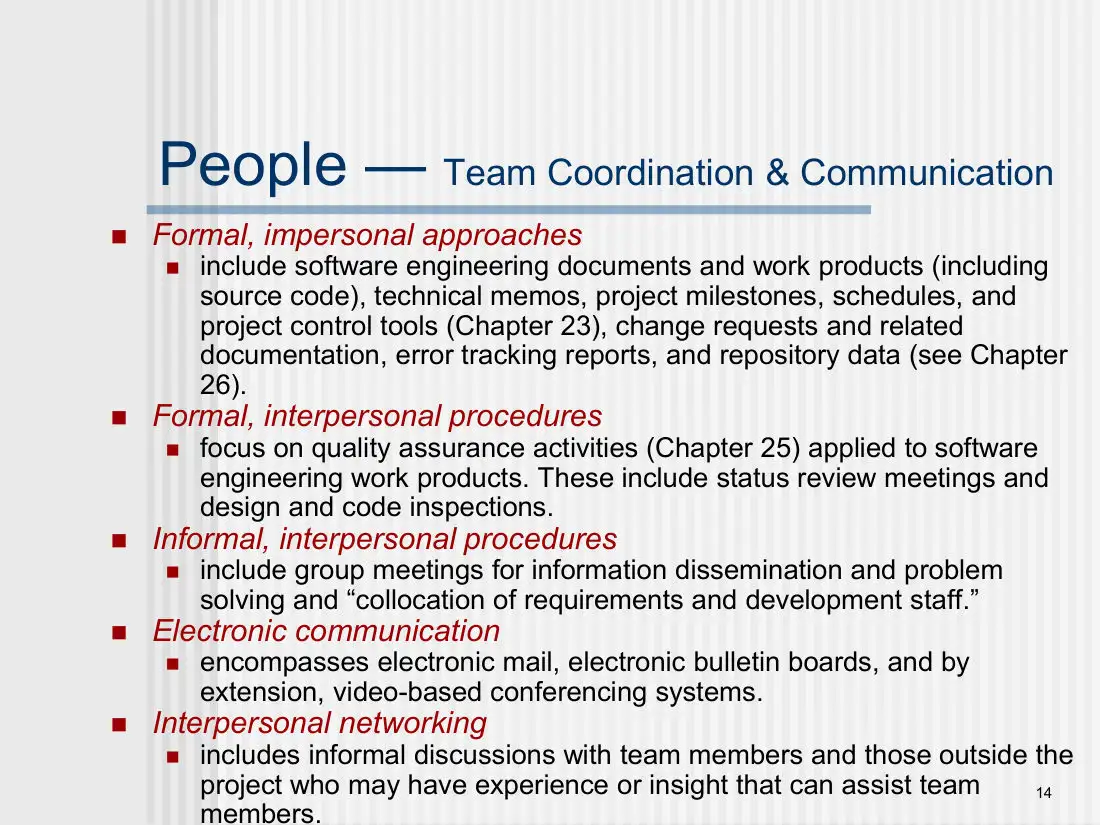 People — Team Coordination & Communication
Formal, impersonal approaches
include software engineering documents and work products (including
source code), technical memos, project milestones, schedules, and
project control tools (Chapter 23), change requests and related
documentation, error tracking reports, and repository data (see Chapter
26).
Formal, interpersonal procedures
focus on quality assurance activities (Chapter 25) applied to software
engineering work products. These include status review meetings and
design and code inspections.
Informal, interpersonal procedures
include group meetings for information dissemination and problem
solving and “collocation of requirements and development staff.”
Electronic communication
encompasses electronic mail, electronic bulletin boards, and by
extension, video-based conferencing systems.
Interpersonal networking
includes informal discussions with team members and those outside the
project who may have experience or insight that can assist team
members.
14